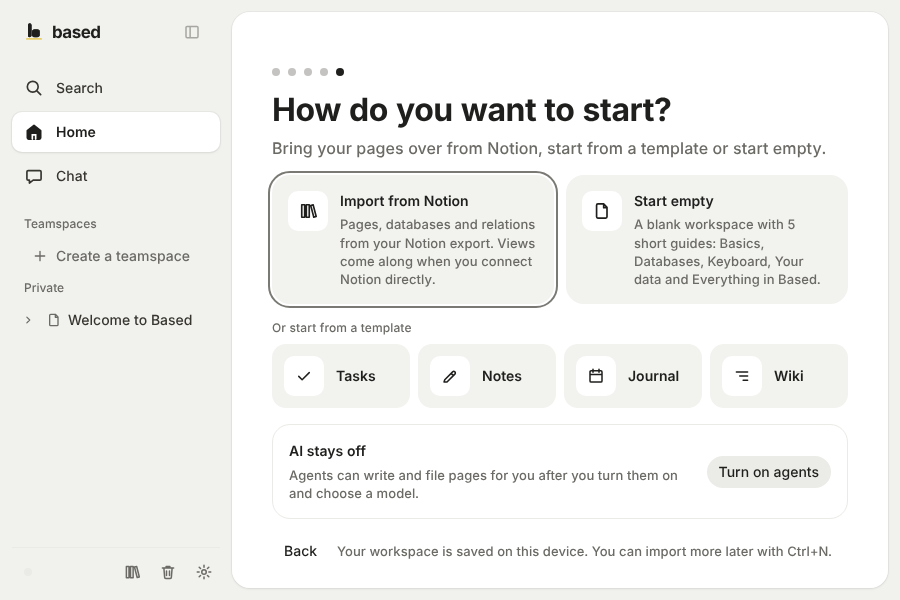 based
Search
Home
Chat
Teamspaces
Create a teamspace
Private
Welcome to Based
How do you want to start?
Bring your pages over from Notion, start from a template or start empty.
Import from Notion
Pages, databases and relations
from your Notion export. Views
come along when you connect
Notion directly.
Start empty
A blank workspace with 5
short guides: Basics,
Databases, Keyboard, Your
data and Everything in Based.
Or start from a template
Tasks
Notes
Journal
Wiki
AI stays off
Agents can write and file pages for you after you turn them on
and choose a model.
Turn on agents
Back
Your workspace is saved on this device. You can import more later with Ctrl+N.